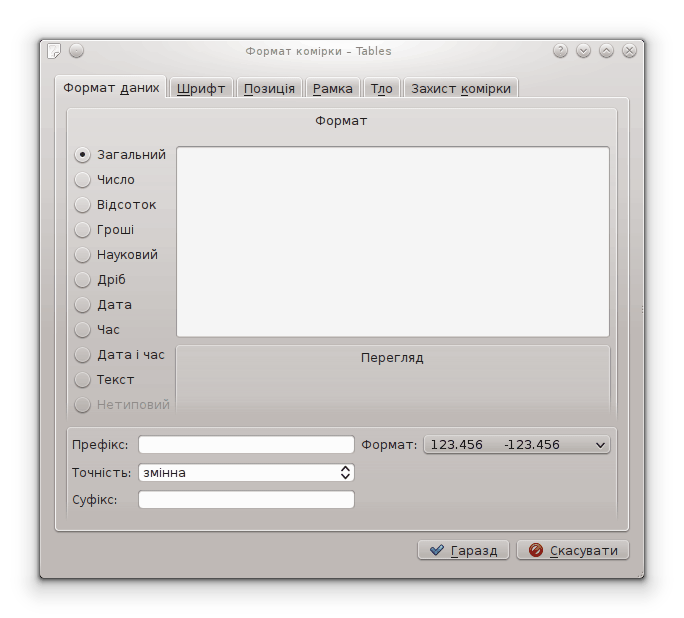 Формат комірки – Tables
Формат даних Шрифт Позиція Рамка Тло Захист комірки
Формат
Загальний
Число
Відсоток
Гроші
Науковий
Дріб
Дата
Час
Дата і час
Текст
Нетиповий
Перегляд
Префікс: Формат: 123.456 -123.456
Точність: змінна
Суфікс:
Гаразд Скасувати